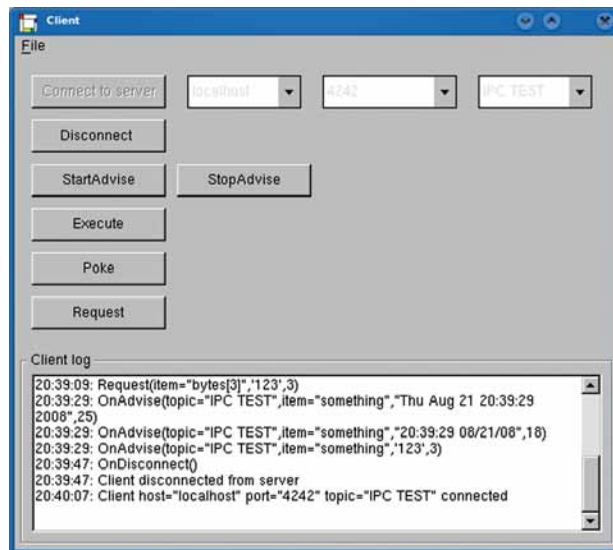 Client
File
Connect to server localhost 4242 IPC TEST
Disconnect
StartAdvise StopAdvise
Execute
Poke
Request
Client log
20:39:09: Request(item="bytes[3]",'123',3)
20:39:29: OnAdvise(topic="IPC TEST",item="something","Thu Aug 21 20:39:29
2008",25)
20:39:29: OnAdvise(topic="IPC TEST",item="something","20:39:29 08/21/08",18)
20:39:29: OnAdvise(topic="IPC TEST",item="something",'123',3)
20:39:47: OnDisconnect()
20:39:47: Client disconnected from server
20:40:07: Client host="localhost" port="4242" topic="IPC TEST" connected